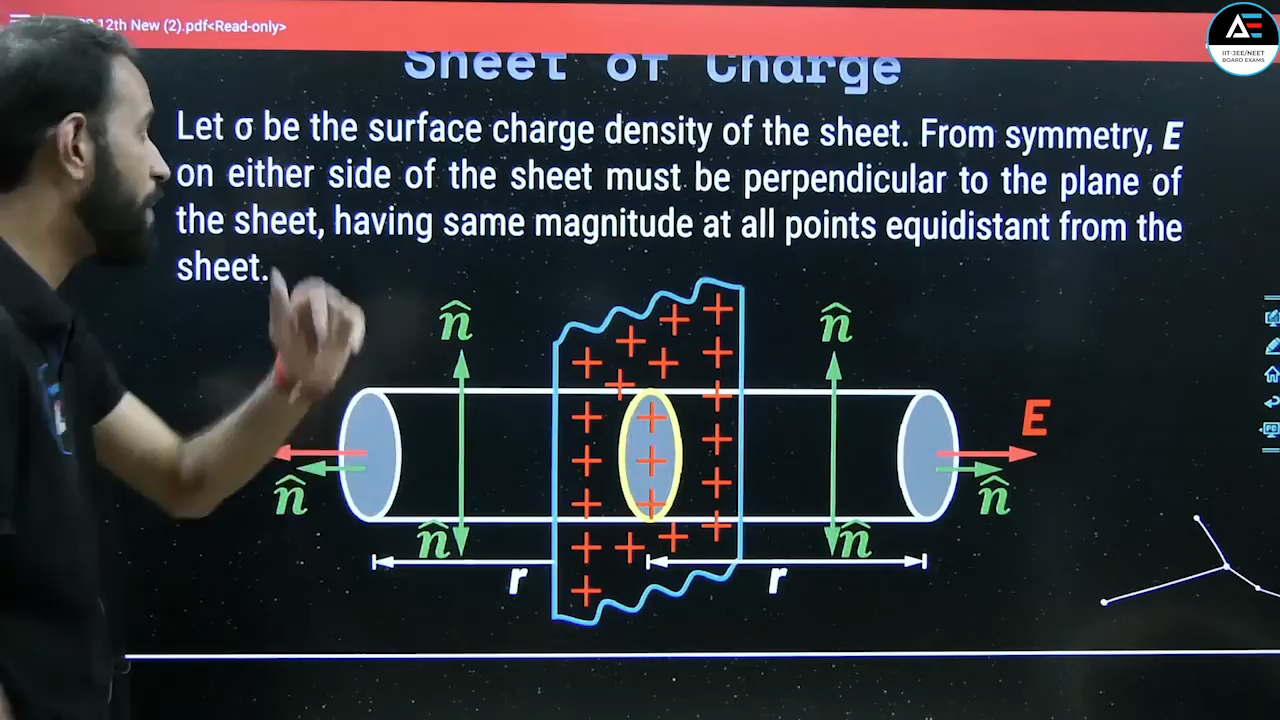 12th New (2).pdf<Read-only>
IIT-JEE/NEET
BOARD EXAMS
Sheet of Charge
Let σ be the surface charge density of the sheet. From symmetry, E
on either side of the sheet must be perpendicular to the plane of
the sheet, having same magnitude at all points equidistant from the
sheet.
n̂ n̂
E
n̂ n̂
n̂ n̂
r r
PC